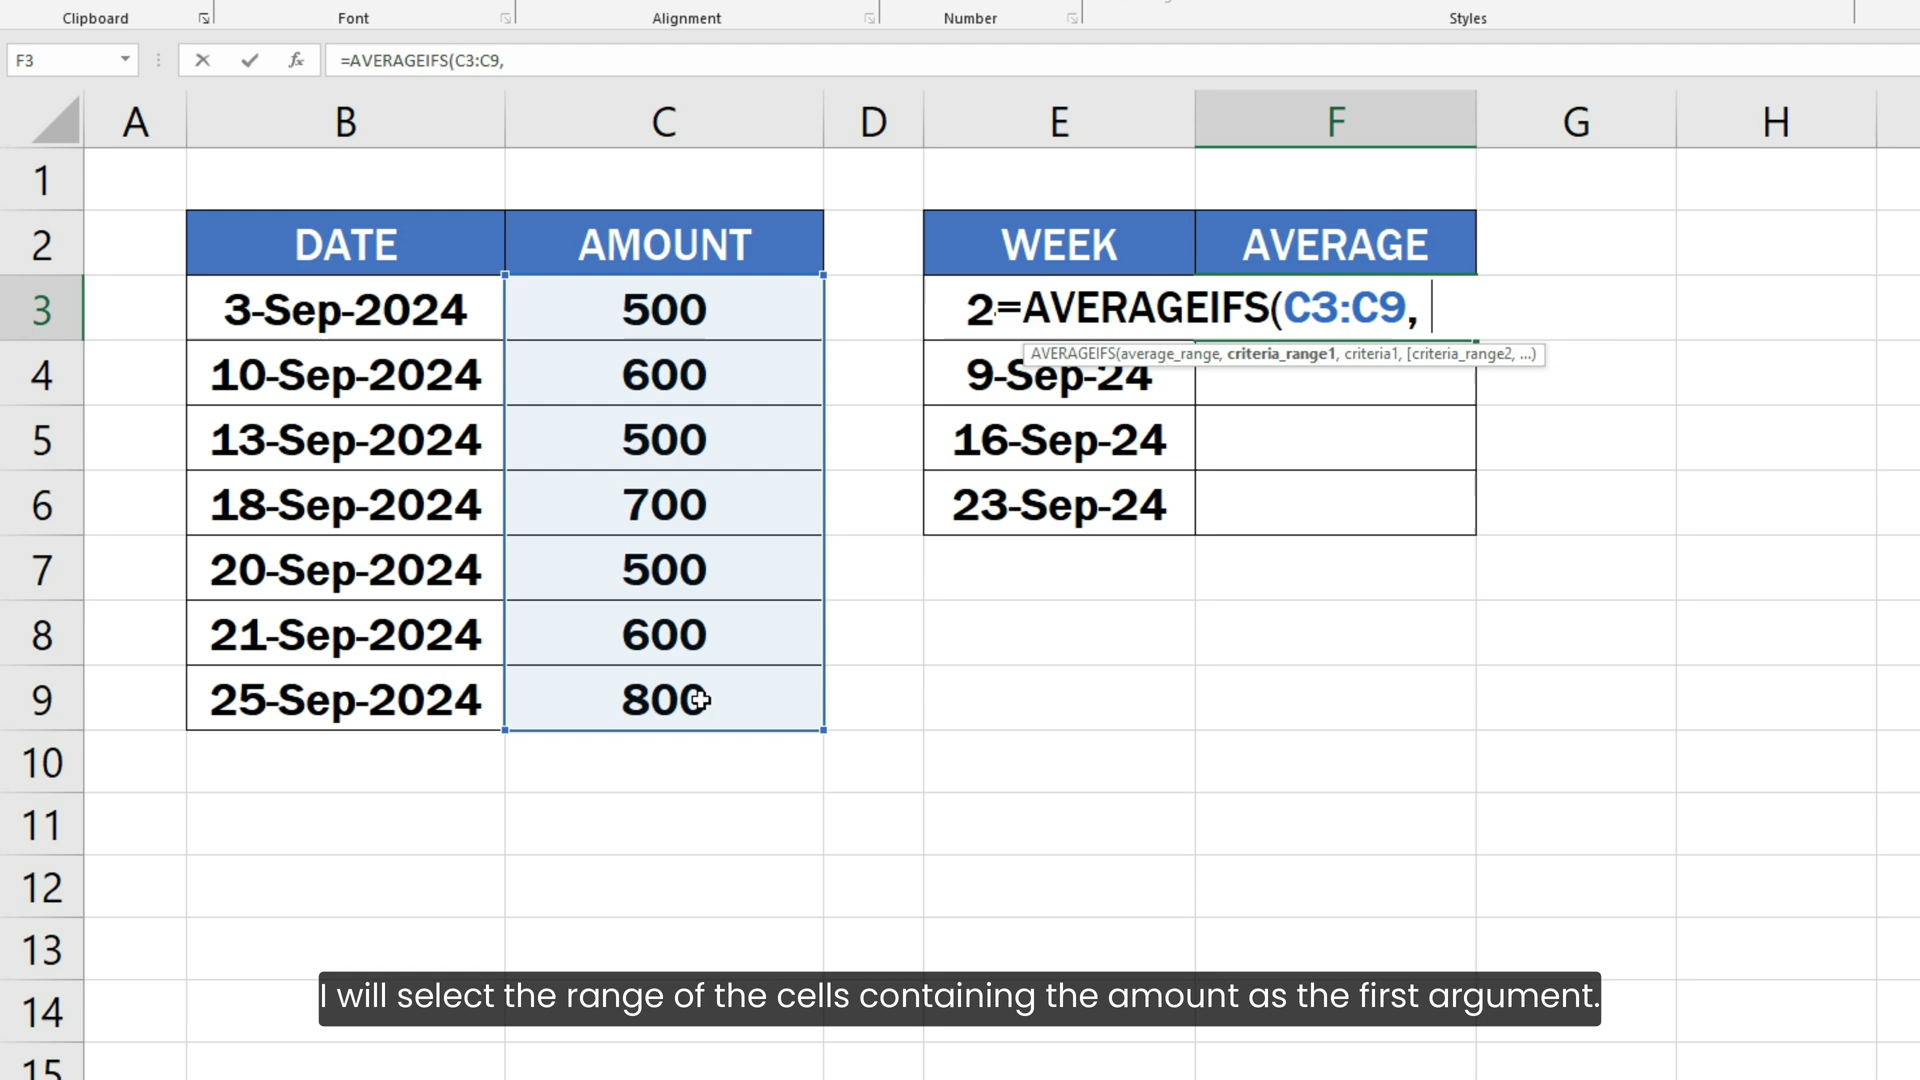 Clipboard Font Alignment Number Styles
F3 fx =AVERAGEIFS(C3:C9,
A B C D E F G H
1
2 DATE AMOUNT WEEK AVERAGE
3 3-Sep-2024 500 2=AVERAGEIFS(C3:C9,
AVERAGEIFS(average_range, criteria_range1, criteria1, [criteria_range2, ...)
4 10-Sep-2024 600 9-Sep-24
5 13-Sep-2024 500 16-Sep-24
6 18-Sep-2024 700 23-Sep-24
7 20-Sep-2024 500
8 21-Sep-2024 600
9 25-Sep-2024 800
10
11
12
13
I will select the range of the cells containing the amount as the first argument.
14
15